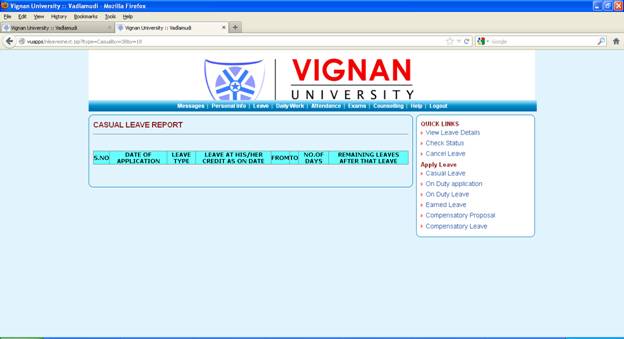 Vignan University :: Vadlamudi - Mozilla Firefox
File Edit View History Bookmarks Tools Help
Vignan University :: Vadlamudi
Vignan University :: Vadlamudi
Google
VIGNAN
UNIVERSITY
Messages | Personal Info | Leave | Daily Work | Attendance | Exams | Counselling | Help | Logout
CASUAL LEAVE REPORT
S.NO DATE OF APPLICATION LEAVE TYPE LEAVE AT HIS/HER CREDIT AS ON DATE FROM TO NO.OF DAYS REMAINING LEAVES AFTER THAT LEAVE
QUICK LINKS
View Leave Details
Check Status
Cancel Leave
Apply Leave
Casual Leave
On Duty application
On Duty Leave
Earned Leave
Compensatory Proposal
Compensatory Leave